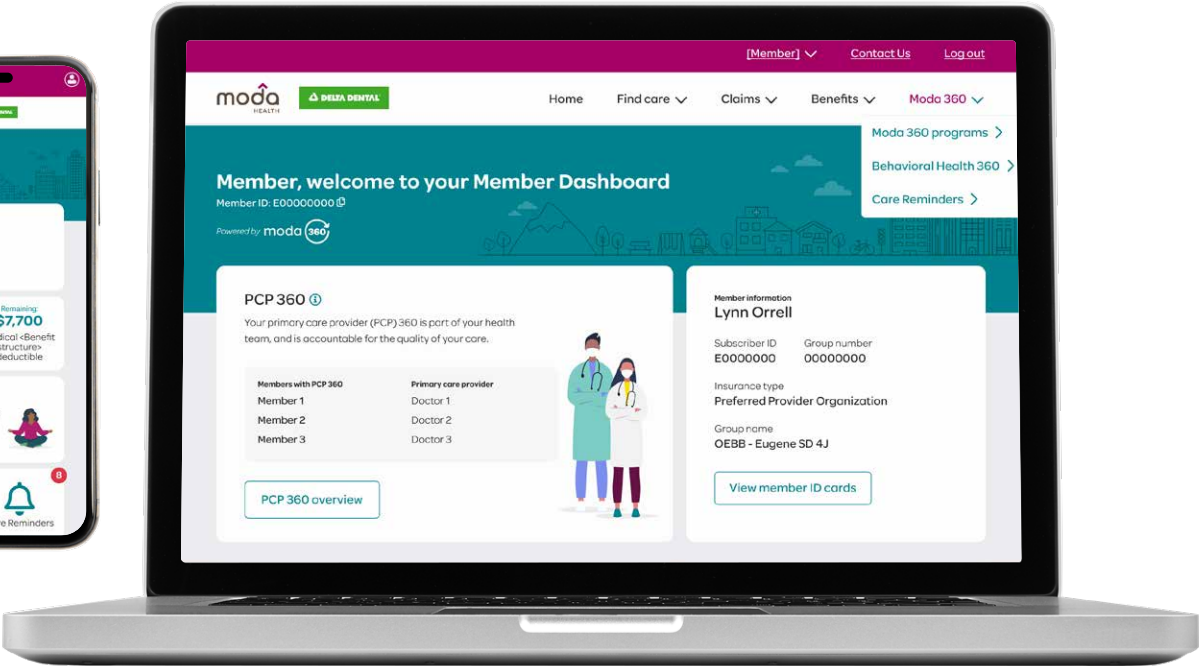 [Member]
Contact Us
Log out
moda
HEALTH
DELTA DENTAL
Home
Find care
Claims
Benefits
Moda 360
Moda 360 programs
Behavioral Health 360
Care Reminders
Member, welcome to your Member Dashboard
Member ID: E00000000
Powered by moda 360
PCP 360
Your primary care provider (PCP) 360 is part of your health
team, and is accountable for the quality of your care.
Members with PCP 360 Primary care provider
Member 1 Doctor 1
Member 2 Doctor 2
Member 3 Doctor 3
PCP 360 overview
Member information
Lynn Orrell
Subscriber ID Group number
E0000000 00000000
Insurance type
Preferred Provider Organization
Group name
OEBB - Eugene SD 4J
View member ID cards
Remaining:
$7,700
<Benefit
structure>
deductible
8
Reminders